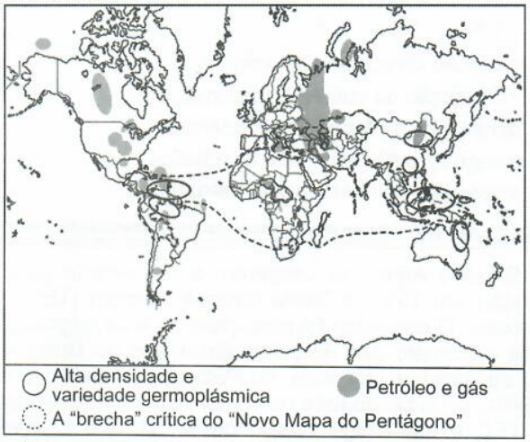 Alta densidade e
variedade germoplásmica
Petróleo e gás
A "brecha" crítica do "Novo Mapa do Pentágono"